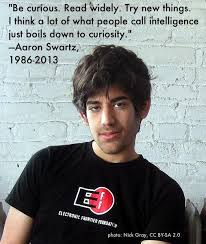 "Be curious. Read widely. Try new things.
I think a lot of what people call intelligence
just boils down to curiosity."
—Aaron Swartz,
1986-2013
ELECTRONIC FRONTIER FOUNDATION
photo: Nick Gray, CC BY-SA 2.0